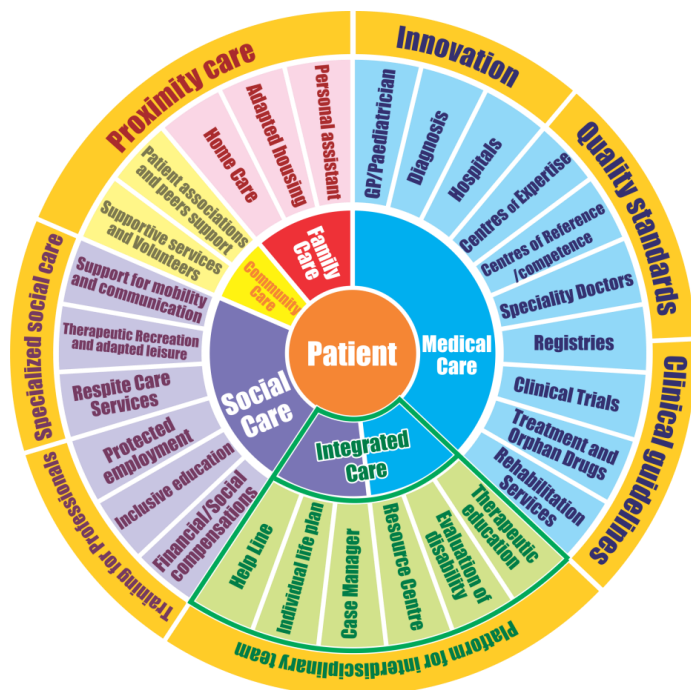 Proximity care
Innovation
Quality standards
Clinical guidelines
Platform for interdisciplinary team
Training for Professionals
Specialized social care
Personal assistant
Adapted housing
Home Care
Patient associations
and peers support
Supportive services
and Volunteers
Support for mobility
and communication
Therapeutic Recreation
and adapted leisure
Respite Care
Services
Protected
employment
Inclusive education
Financial/Social
compensations
GP/Paediatrician
Diagnosis
Hospitals
Centres of Expertise
Centres of Reference
/competence
Speciality Doctors
Registries
Clinical Trials
Treatment and
Orphan Drugs
Rehabilitation
Services
Therapeutic
education
Evaluation of
disability
Resource Centre
Case Manager
Individual life plan
Help Line
Family
Care
Community
Care
Social
Care
Medical
Care
Integrated
Care
Patient